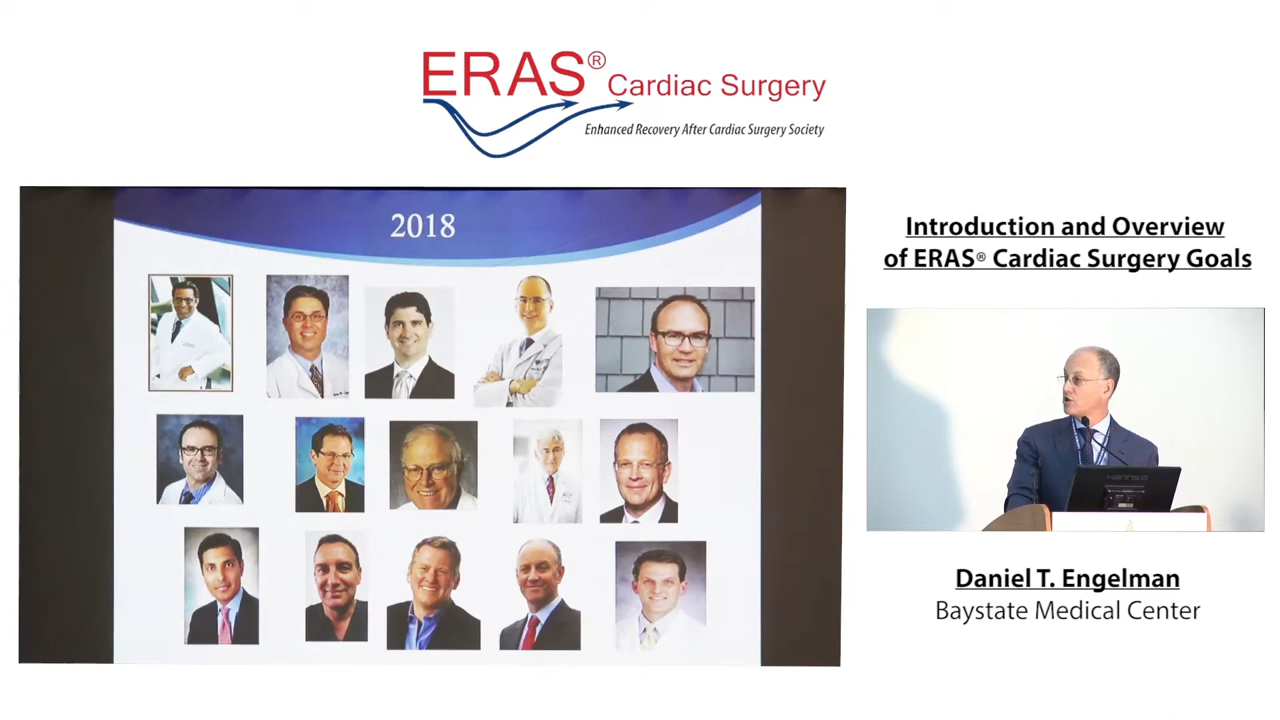 ERAS® Cardiac Surgery
Enhanced Recovery After Cardiac Surgery Society
2018
Introduction and Overview
of ERAS® Cardiac Surgery Goals
Daniel T. Engelman
Baystate Medical Center